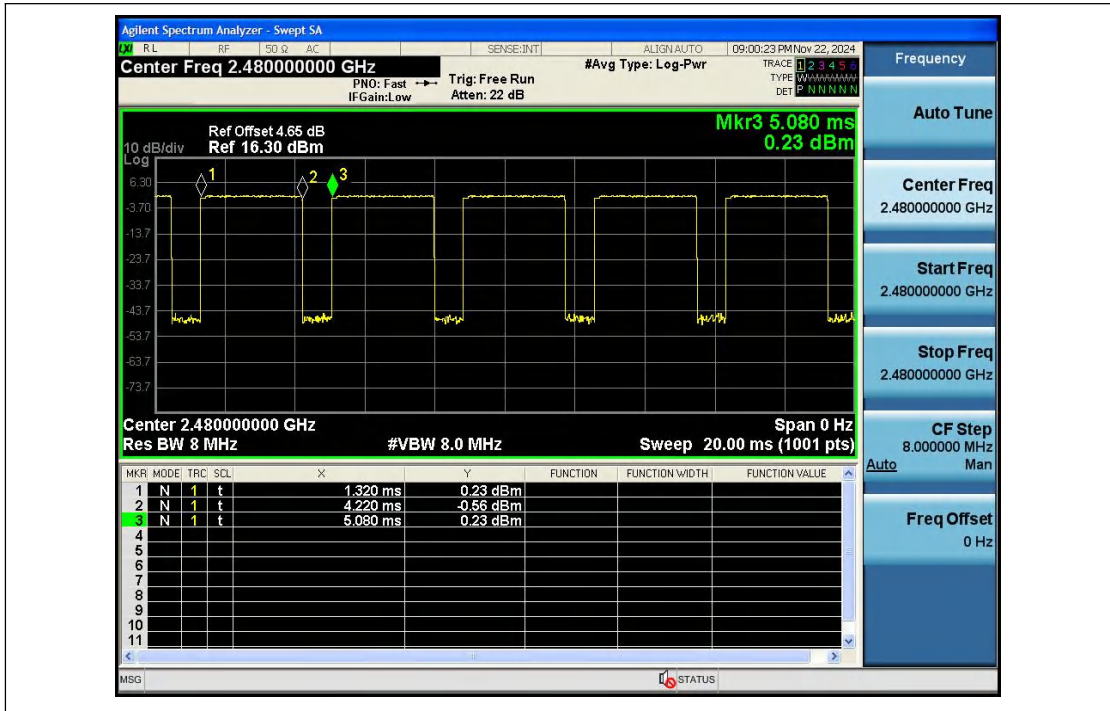 Agilent Spectrum Analyzer - Swept SA
LXI RL RF 50 Ω AC SENSE:INT ALIGN AUTO 09:00:23 PM Nov 22, 2024
Center Freq 2.480000000 GHz #Avg Type: Log-Pwr TRACE 1 2 3 4 5 6
PNO: Fast Trig: Free Run TYPE WWWWWW
IFGain:Low Atten: 22 dB DET P N N N N N
Mkr3 5.080 ms
0.23 dBm
Ref Offset 4.65 dB
10 dB/div Ref 16.30 dBm
Log
1 2 3
6.30
-3.70
-13.7
-23.7
-33.7
-43.7
-53.7
-63.7
-73.7
Center 2.480000000 GHz Span 0 Hz
Res BW 8 MHz #VBW 8.0 MHz Sweep 20.00 ms (1001 pts)
MKR MODE TRC SCL X Y FUNCTION FUNCTION WIDTH FUNCTION VALUE
1 N 1 t 1.320 ms 0.23 dBm
2 N 1 t 4.220 ms -0.56 dBm
3 N 1 t 5.080 ms 0.23 dBm
4
5
6
7
8
9
10
11
MSG STATUS
Frequency
Auto Tune
Center Freq
2.480000000 GHz
Start Freq
2.480000000 GHz
Stop Freq
2.480000000 GHz
CF Step
8.000000 MHz
Auto Man
Freq Offset
0 Hz